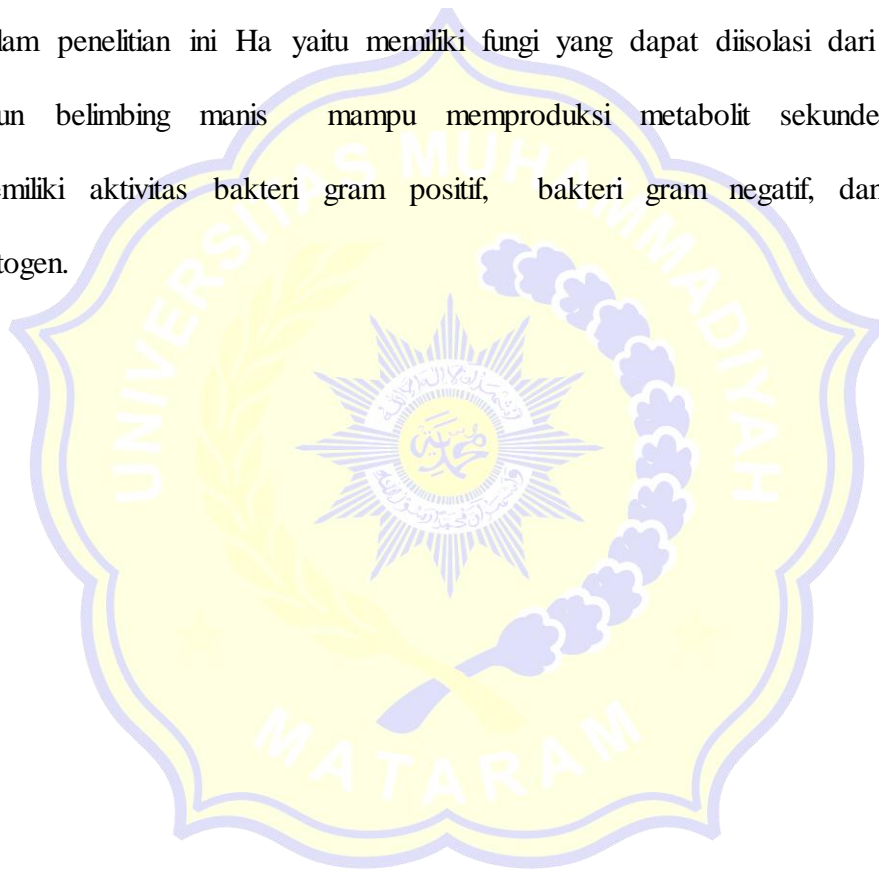 lam penelitian ini Ha yaitu memiliki fungi yang dapat diisolasi dari
un belimbing manis mampu memproduksi metabolit sekunde
emiliki aktivitas bakteri gram positif, bakteri gram negatif, dan
togen.
UNIVERSITAS MUHAMMADIYAH
MATARAM